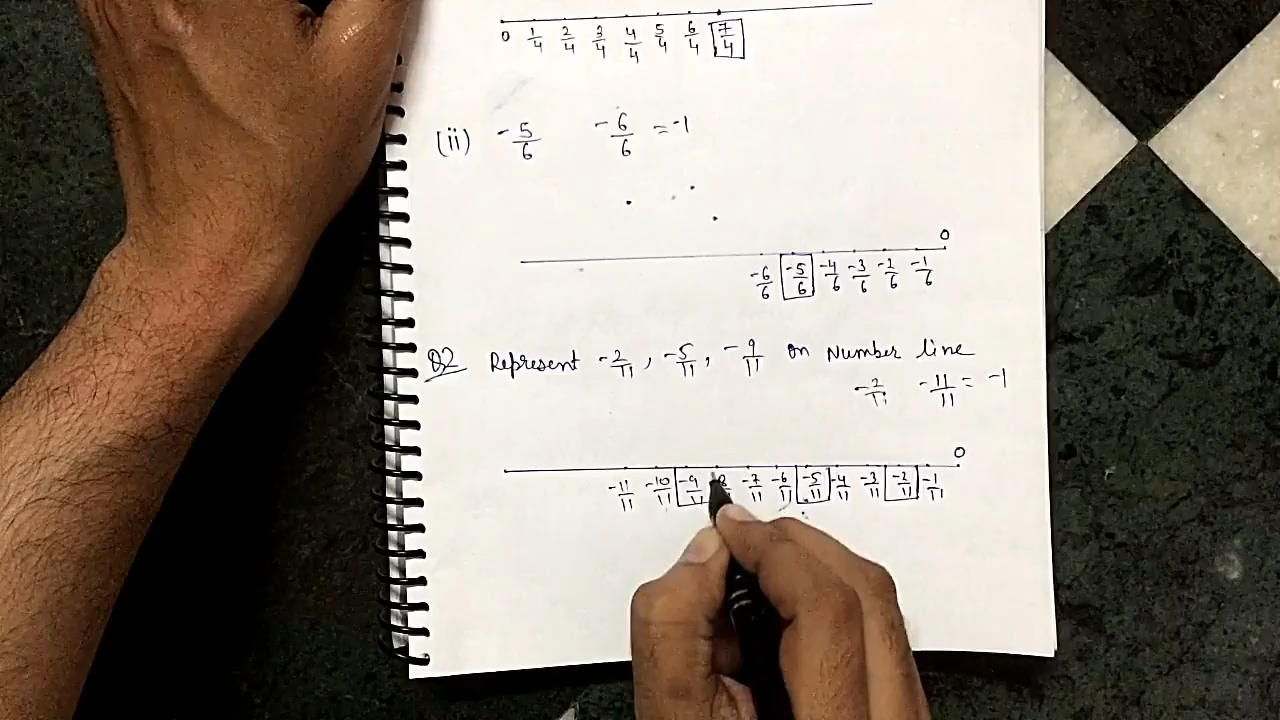 0 1/4 2/4 3/4 4/4 5/4 6/4 7/4
(ii) -5/6 -6/6 = -1
0
-6/6 -5/6 -4/6 -3/6 -2/6 -1/6
Q2 Represent -2/11, -5/11, -9/11 on Number line
-2/11 -11/11 = -1
0
-11/11 -10/11 -9/11 -7/11 -6/11 -5/11 -4/11 -3/11 -2/11 -1/11